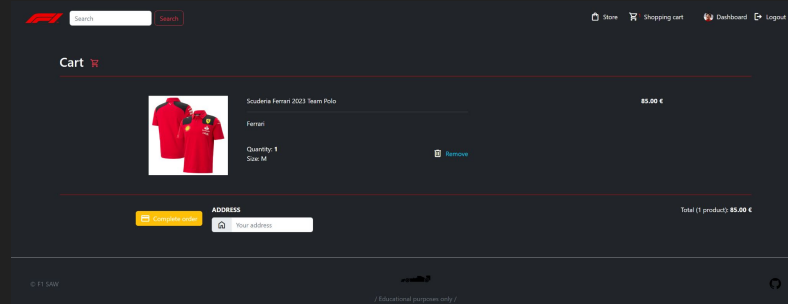 Search
Search
Store
Shopping cart
Dashboard
Logout
Cart
Scuderia Ferrari 2023 Team Polo
85.00 €
Ferrari
Quantity: 1
Size: M
Remove
Complete order
ADDRESS
Your address
Total (1 product): 85.00 €
© F1 SAW
/ Educational purposes only /